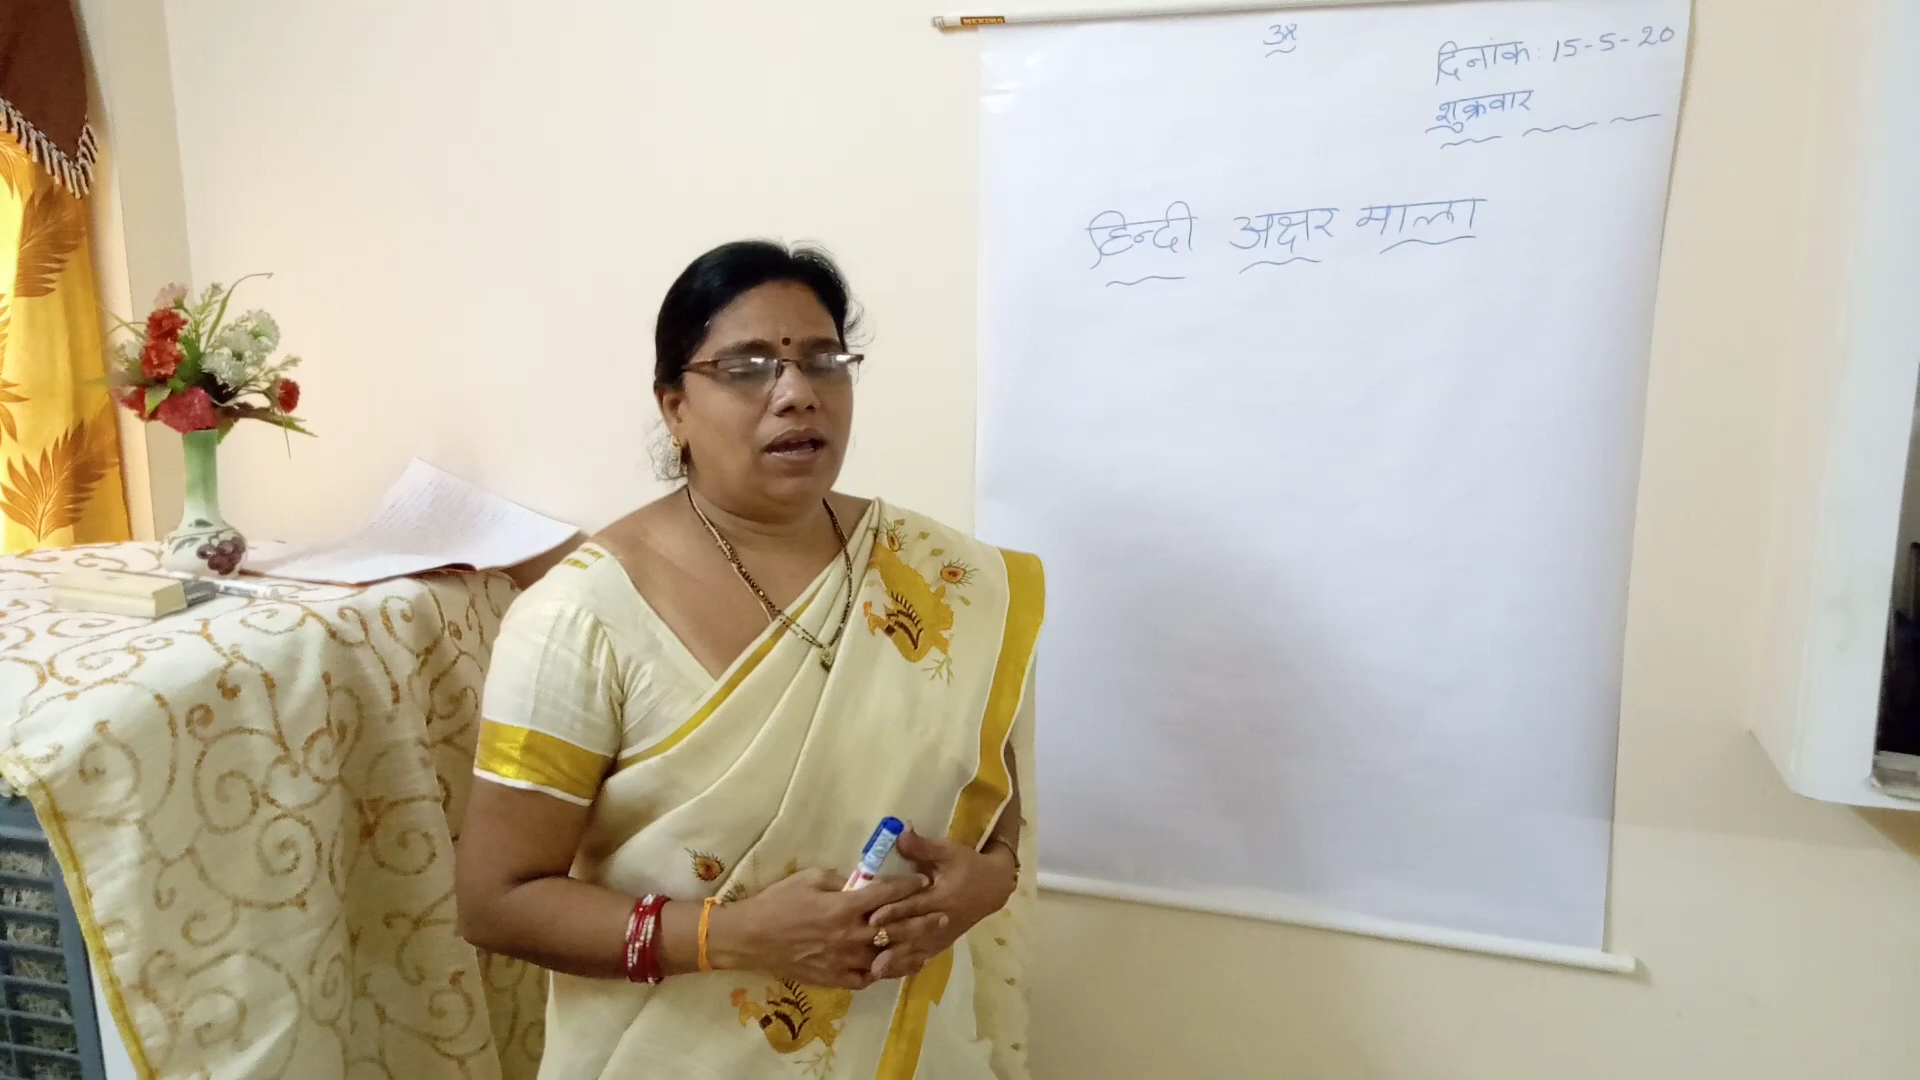 ॐ
दिनांक: 15-5-20
शुक्रवार
हिन्दी अक्षर माला